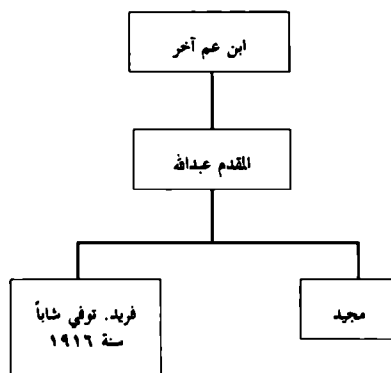 ابن عم آخر
المقدم عبدالله
مجيد
فريد. توفي شاباً
سنة ١٩١٦